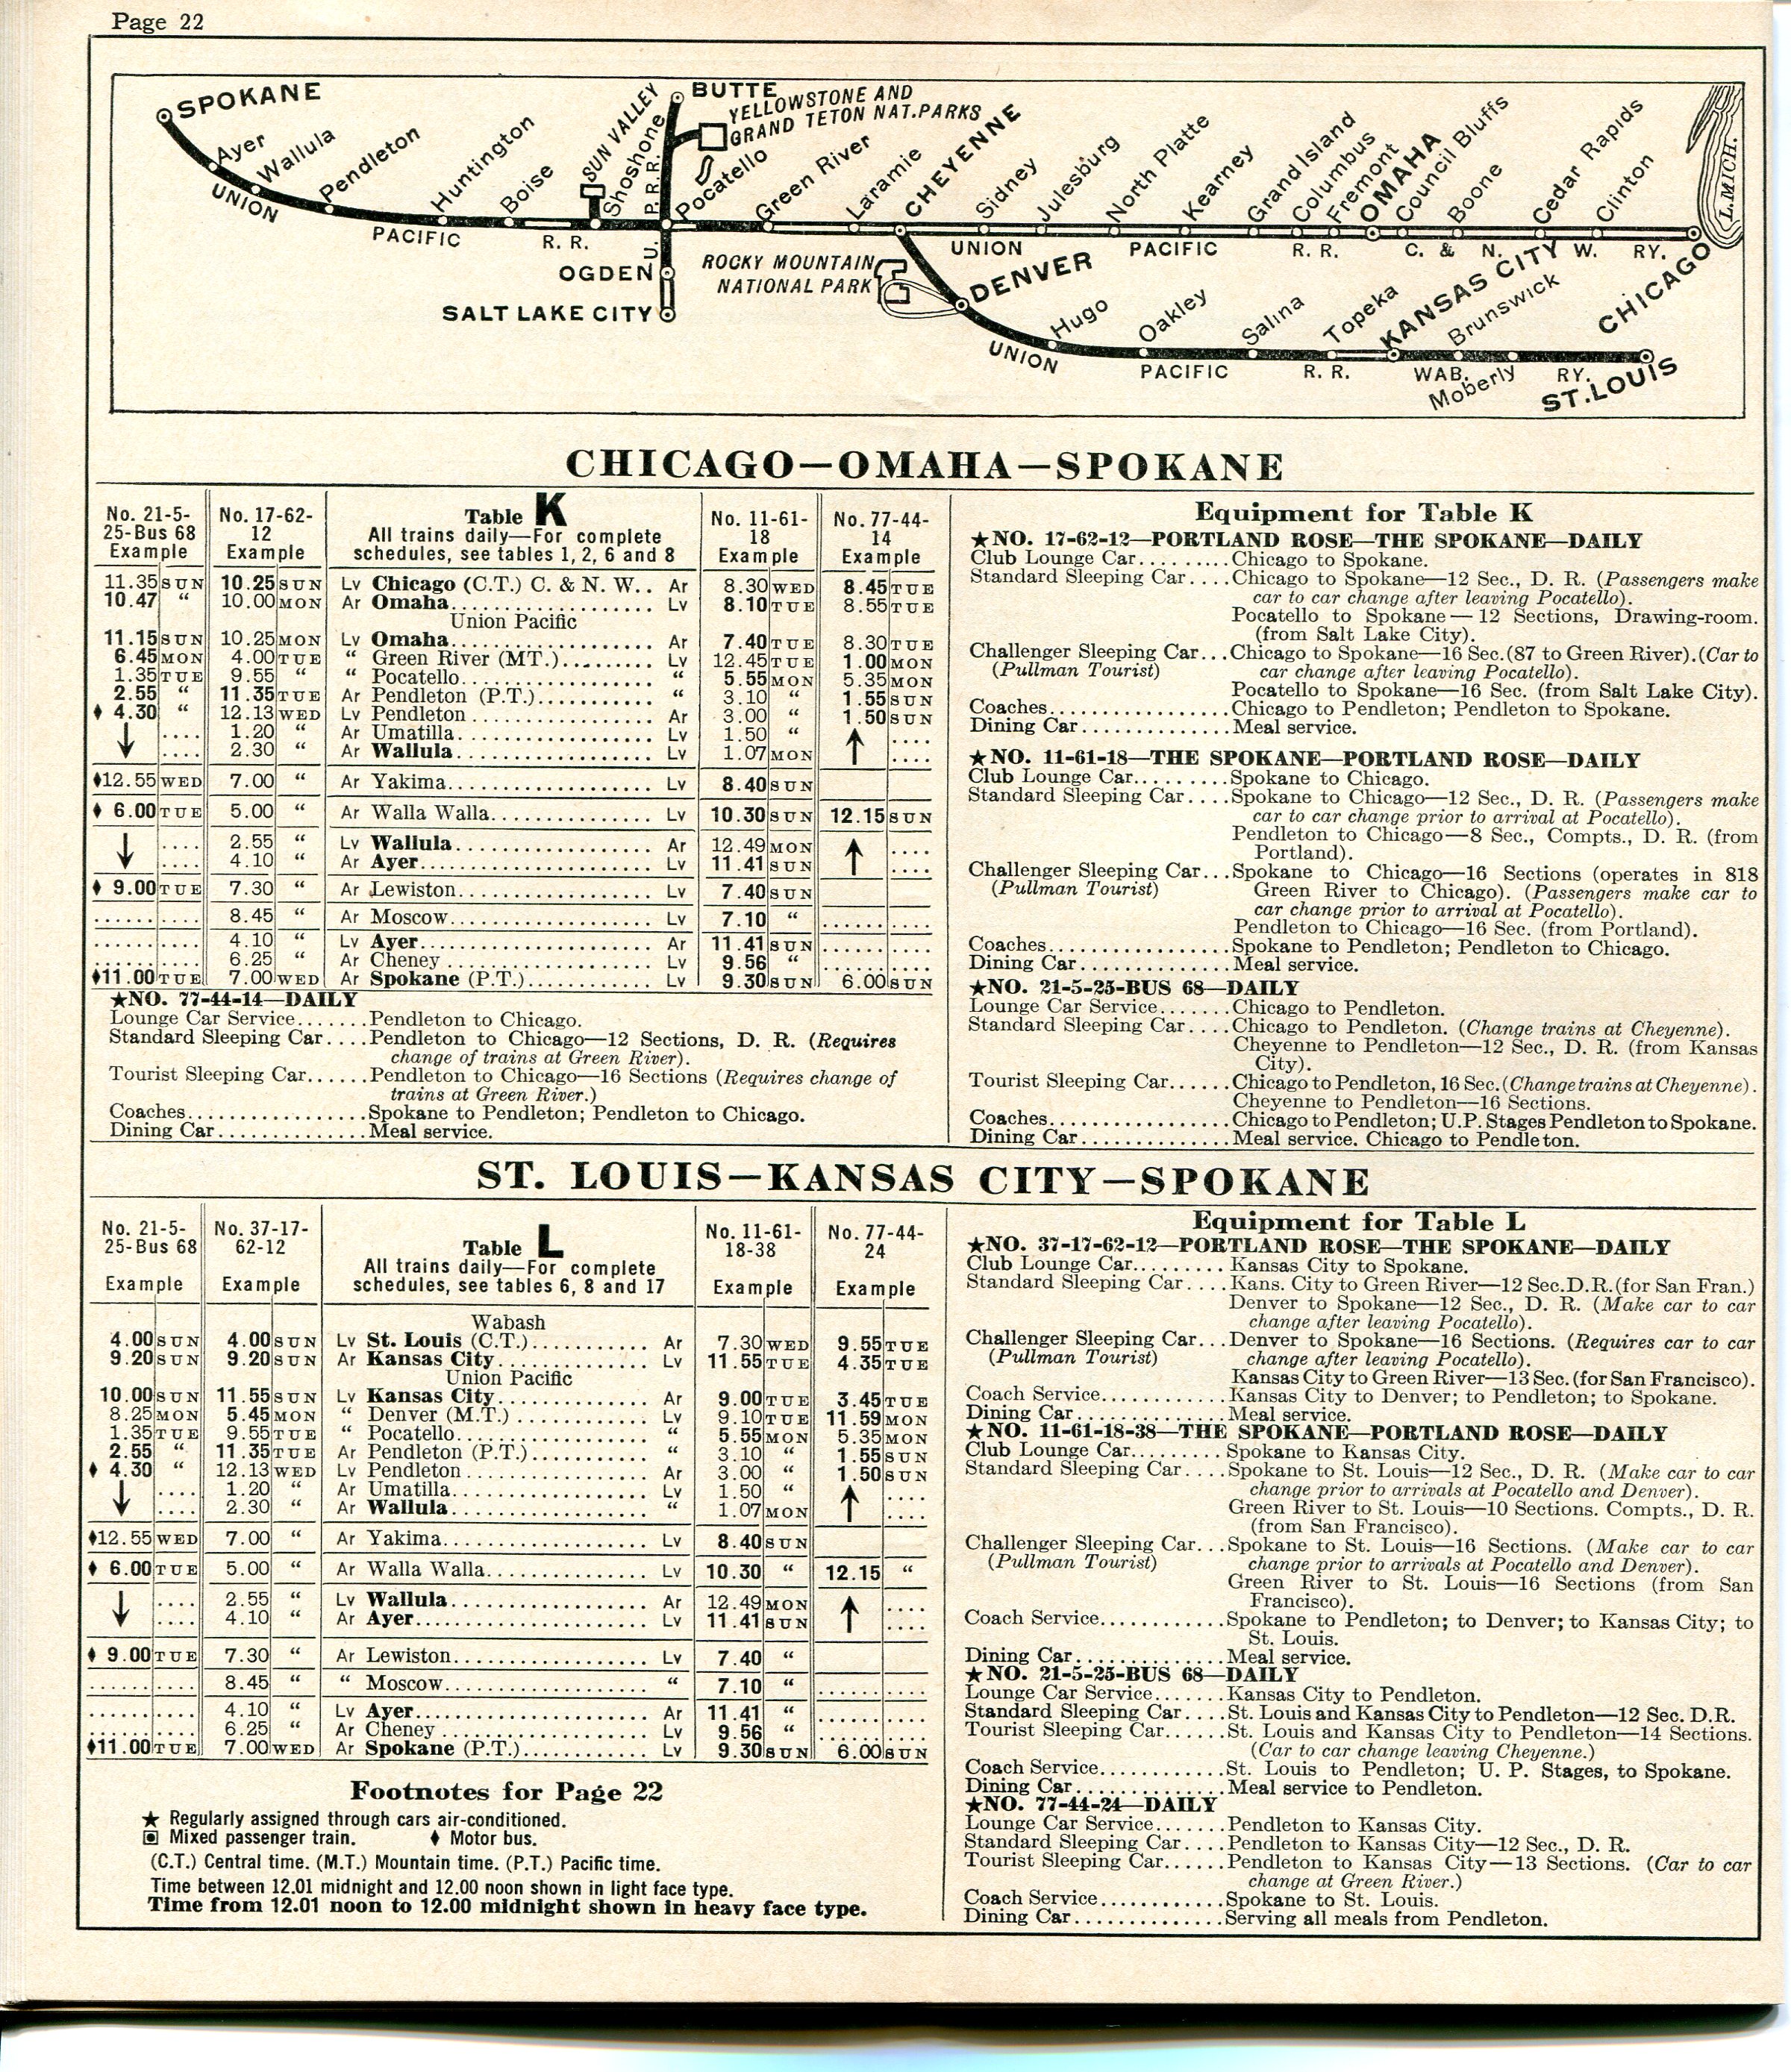 Page 22
SPOKANE
Ayer
Wallula
Pendleton
Huntington
Boise
SUN VALLEY
Shoshone
BUTTE
YELLOWSTONE AND
GRAND TETON NAT. PARKS
Pocatello
Green River
Laramie
CHEYENNE
Sidney
Julesburg
North Platte
Kearney
Grand Island
Columbus
Fremont
OMAHA
Council Bluffs
Boone
Cedar Rapids
Clinton
L. MICH.
UNION PACIFIC R. R.
U. P. R. R.
UNION PACIFIC R. R. C. & N. W. RY.
OGDEN
SALT LAKE CITY
ROCKY MOUNTAIN
NATIONAL PARK
DENVER
Hugo
Oakley
Salina
Topeka
KANSAS CITY
Brunswick
CHICAGO
UNION PACIFIC R. R. WAB. RY.
Moberly
ST. LOUIS
CHICAGO—OMAHA—SPOKANE
No. 21-5-25-Bus 68 Example | No. 17-62-12 Example | Table K All trains daily—For complete schedules, see tables 1, 2, 6 and 8 | No. 11-61-18 Example | No. 77-44-14 Example
11.35 SUN 10.25 SUN Lv Chicago (C.T.) C. & N. W.. Ar 8.30 WED 8.45 TUE
10.47 “ 10.00 MON Ar Omaha Lv 8.10 TUE 8.55 TUE
Union Pacific
11.15 SUN 10.25 MON Lv Omaha Ar 7.40 TUE 8.30 TUE
6.45 MON 4.00 TUE “ Green River (MT.) Lv 12.45 TUE 1.00 MON
1.35 TUE 9.55 “ “ Pocatello “ 5.55 MON 5.35 MON
2.55 “ 11.35 TUE Ar Pendleton (P.T.) “ 3.10 “ 1.55 SUN
♦ 4.30 “ 12.13 WED Lv Pendleton Ar 3.00 “ 1.50 SUN
↓ .... 1.20 “ Ar Umatilla Lv 1.50 “ ↑ ....
.... 2.30 “ Ar Wallula Lv 1.07 MON ....
♦12.55 WED 7.00 “ Ar Yakima Lv 8.40 SUN
♦ 6.00 TUE 5.00 “ Ar Walla Walla Lv 10.30 SUN 12.15 SUN
↓ .... 2.55 “ Lv Wallula Ar 12.49 MON ↑ ....
.... 4.10 “ Ar Ayer Lv 11.41 SUN ....
♦ 9.00 TUE 7.30 “ Ar Lewiston Lv 7.40 SUN
...... .... 8.45 “ Ar Moscow Lv 7.10 “ ...... ....
...... .... 4.10 “ Lv Ayer Ar 11.41 SUN ...... ....
...... .... 6.25 “ Ar Cheney Lv 9.56 “ ...... ....
♦11.00 TUE 7.00 WED Ar Spokane (P.T.) Lv 9.30 SUN 6.00 SUN
★NO. 77-44-14—DAILY
Lounge Car Service.......Pendleton to Chicago.
Standard Sleeping Car....Pendleton to Chicago—12 Sections, D. R. (Requires
change of trains at Green River).
Tourist Sleeping Car......Pendleton to Chicago—16 Sections (Requires change of
trains at Green River.)
Coaches..................Spokane to Pendleton; Pendleton to Chicago.
Dining Car...............Meal service.
Equipment for Table K
★NO. 17-62-12—PORTLAND ROSE—THE SPOKANE—DAILY
Club Lounge Car.........Chicago to Spokane.
Standard Sleeping Car....Chicago to Spokane—12 Sec., D. R. (Passengers make
car to car change after leaving Pocatello).
Pocatello to Spokane—12 Sections, Drawing-room.
(from Salt Lake City).
Challenger Sleeping Car...Chicago to Spokane—16 Sec.(87 to Green River).(Car to
(Pullman Tourist) car change after leaving Pocatello).
Pocatello to Spokane—16 Sec. (from Salt Lake City).
Coaches..................Chicago to Pendleton; Pendleton to Spokane.
Dining Car...............Meal service.
★NO. 11-61-18—THE SPOKANE—PORTLAND ROSE—DAILY
Club Lounge Car.........Spokane to Chicago.
Standard Sleeping Car....Spokane to Chicago—12 Sec., D. R. (Passengers make
car to car change prior to arrival at Pocatello).
Pendleton to Chicago—8 Sec., Compts., D. R. (from
Portland).
Challenger Sleeping Car...Spokane to Chicago—16 Sections (operates in 818
(Pullman Tourist) Green River to Chicago). (Passengers make car to
car change prior to arrival at Pocatello).
Pendleton to Chicago—16 Sec. (from Portland).
Coaches..................Spokane to Pendleton; Pendleton to Chicago.
Dining Car...............Meal service.
★NO. 21-5-25-BUS 68—DAILY
Lounge Car Service.......Chicago to Pendleton.
Standard Sleeping Car....Chicago to Pendleton. (Change trains at Cheyenne).
Cheyenne to Pendleton—12 Sec., D. R. (from Kansas
City).
Tourist Sleeping Car......Chicago to Pendleton, 16 Sec.(Change trains at Cheyenne).
Cheyenne to Pendleton—16 Sections.
Coaches..................Chicago to Pendleton; U.P. Stages Pendleton to Spokane.
Dining Car...............Meal service. Chicago to Pendleton.
ST. LOUIS—KANSAS CITY—SPOKANE
No. 21-5-25-Bus 68 Example | No. 37-17-62-12 Example | Table L All trains daily—For complete schedules, see tables 6, 8 and 17 | No. 11-61-18-38 Example | No. 77-44-24 Example
Wabash
4.00 SUN 4.00 SUN Lv St. Louis (C.T.) Ar 7.30 WED 9.55 TUE
9.20 SUN 9.20 SUN Ar Kansas City Lv 11.55 TUE 4.35 TUE
Union Pacific
10.00 SUN 11.55 SUN Lv Kansas City Ar 9.00 TUE 3.45 TUE
8.25 MON 5.45 MON “ Denver (M.T.) Lv 9.10 TUE 11.59 MON
1.35 TUE 9.55 TUE “ Pocatello “ 5.55 MON 5.35 MON
2.55 “ 11.35 TUE Ar Pendleton (P.T.) “ 3.10 “ 1.55 SUN
♦ 4.30 “ 12.13 WED Lv Pendleton Ar 3.00 “ 1.50 SUN
↓ .... 1.20 “ Ar Umatilla Lv 1.50 “ ↑ ....
.... 2.30 “ Ar Wallula “ 1.07 MON ....
♦12.55 WED 7.00 “ Ar Yakima Lv 8.40 SUN
♦ 6.00 TUE 5.00 “ Ar Walla Walla Lv 10.30 “ 12.15 “
↓ .... 2.55 “ Lv Wallula Ar 12.49 MON ↑ ....
.... 4.10 “ Ar Ayer Lv 11.41 SUN ....
♦ 9.00 TUE 7.30 “ Ar Lewiston Lv 7.40 “
...... .... 8.45 “ “ Moscow “ 7.10 “ ...... ....
...... .... 4.10 “ Lv Ayer Ar 11.41 “ ...... ....
...... .... 6.25 “ Ar Cheney Lv 9.56 “ ...... ....
♦11.00 TUE 7.00 WED Ar Spokane (P.T.) Lv 9.30 SUN 6.00 SUN
Footnotes for Page 22
★ Regularly assigned through cars air-conditioned.
▣ Mixed passenger train. ♦ Motor bus.
(C.T.) Central time. (M.T.) Mountain time. (P.T.) Pacific time.
Time between 12.01 midnight and 12.00 noon shown in light face type.
Time from 12.01 noon to 12.00 midnight shown in heavy face type.
Equipment for Table L
★NO. 37-17-62-12—PORTLAND ROSE—THE SPOKANE—DAILY
Club Lounge Car.........Kansas City to Spokane.
Standard Sleeping Car....Kans. City to Green River—12 Sec.D.R.(for San Fran.)
Denver to Spokane—12 Sec., D. R. (Make car to car
change after leaving Pocatello).
Challenger Sleeping Car...Denver to Spokane—16 Sections. (Requires car to car
(Pullman Tourist) change after leaving Pocatello).
Kansas City to Green River—13 Sec.(for San Francisco).
Coach Service............Kansas City to Denver; to Pendleton; to Spokane.
Dining Car...............Meal service.
★NO. 11-61-18-38—THE SPOKANE—PORTLAND ROSE—DAILY
Club Lounge Car.........Spokane to Kansas City.
Standard Sleeping Car....Spokane to St. Louis—12 Sec., D. R. (Make car to car
change prior to arrivals at Pocatello and Denver).
Green River to St. Louis—10 Sections. Compts., D. R.
(from San Francisco).
Challenger Sleeping Car...Spokane to St. Louis—16 Sections. (Make car to car
(Pullman Tourist) change prior to arrivals at Pocatello and Denver).
Green River to St. Louis—16 Sections (from San
Francisco).
Coach Service............Spokane to Pendleton; to Denver; to Kansas City; to
St. Louis.
Dining Car...............Meal service.
★NO. 21-5-25-BUS 68—DAILY
Lounge Car Service.......Kansas City to Pendleton.
Standard Sleeping Car....St. Louis and Kansas City to Pendleton—12 Sec. D.R.
Tourist Sleeping Car......St. Louis and Kansas City to Pendleton—14 Sections.
(Car to car change leaving Cheyenne.)
Coach Service............St. Louis to Pendleton; U. P. Stages, to Spokane.
Dining Car...............Meal service to Pendleton.
★NO. 77-44-24—DAILY
Lounge Car Service.......Pendleton to Kansas City.
Standard Sleeping Car....Pendleton to Kansas City—12 Sec., D. R.
Tourist Sleeping Car......Pendleton to Kansas City—13 Sections. (Car to car
change at Green River.)
Coach Service............Spokane to St. Louis.
Dining Car...............Serving all meals from Pendleton.